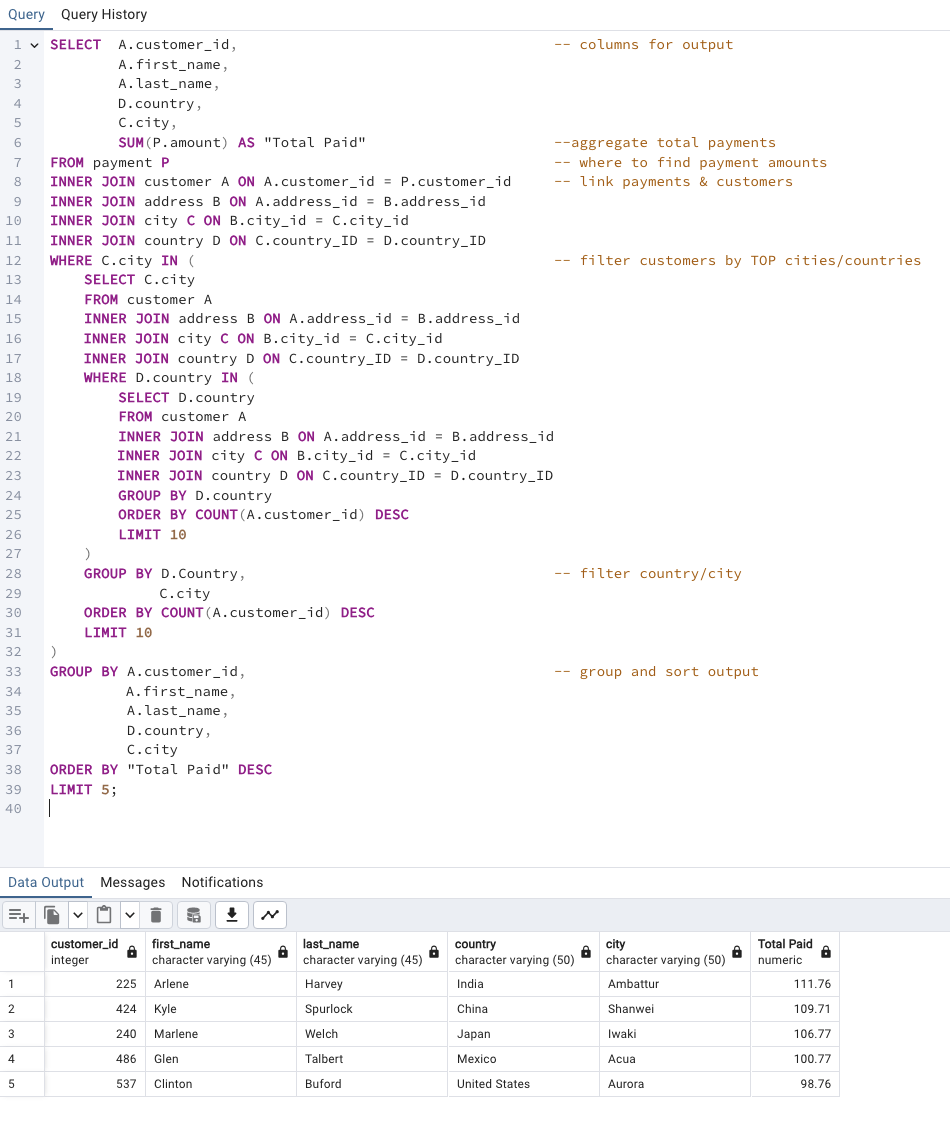 Query Query History
1 SELECT A.customer_id, -- columns for output
2 A.first_name,
3 A.last_name,
4 D.country,
5 C.city,
6 SUM(P.amount) AS "Total Paid" --aggregate total payments
7 FROM payment P -- where to find payment amounts
8 INNER JOIN customer A ON A.customer_id = P.customer_id -- link payments & customers
9 INNER JOIN address B ON A.address_id = B.address_id
10 INNER JOIN city C ON B.city_id = C.city_id
11 INNER JOIN country D ON C.country_ID = D.country_ID
12 WHERE C.city IN ( -- filter customers by TOP cities/countries
13 SELECT C.city
14 FROM customer A
15 INNER JOIN address B ON A.address_id = B.address_id
16 INNER JOIN city C ON B.city_id = C.city_id
17 INNER JOIN country D ON C.country_ID = D.country_ID
18 WHERE D.country IN (
19 SELECT D.country
20 FROM customer A
21 INNER JOIN address B ON A.address_id = B.address_id
22 INNER JOIN city C ON B.city_id = C.city_id
23 INNER JOIN country D ON C.country_ID = D.country_ID
24 GROUP BY D.country
25 ORDER BY COUNT(A.customer_id) DESC
26 LIMIT 10
27 )
28 GROUP BY D.Country, -- filter country/city
29 C.city
30 ORDER BY COUNT(A.customer_id) DESC
31 LIMIT 10
32 )
33 GROUP BY A.customer_id, -- group and sort output
34 A.first_name,
35 A.last_name,
36 D.country,
37 C.city
38 ORDER BY "Total Paid" DESC
39 LIMIT 5;
40
Data Output Messages Notifications
customer_id first_name last_name country city Total Paid
integer character varying (45) character varying (45) character varying (50) character varying (50) numeric
1 225 Arlene Harvey India Ambattur 111.76
2 424 Kyle Spurlock China Shanwei 109.71
3 240 Marlene Welch Japan Iwaki 106.77
4 486 Glen Talbert Mexico Acua 100.77
5 537 Clinton Buford United States Aurora 98.76